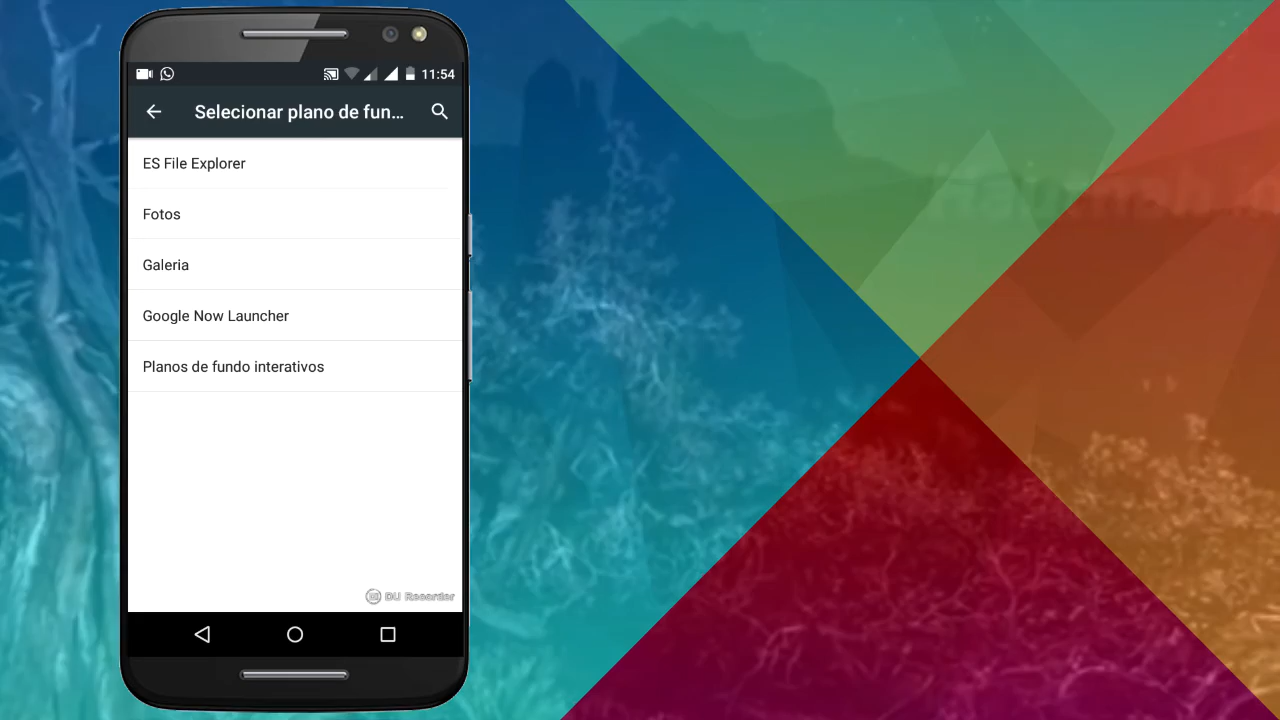 11:54
Selecionar plano de fun...
ES File Explorer
Fotos
Galeria
Google Now Launcher
Planos de fundo interativos
DU Recorder